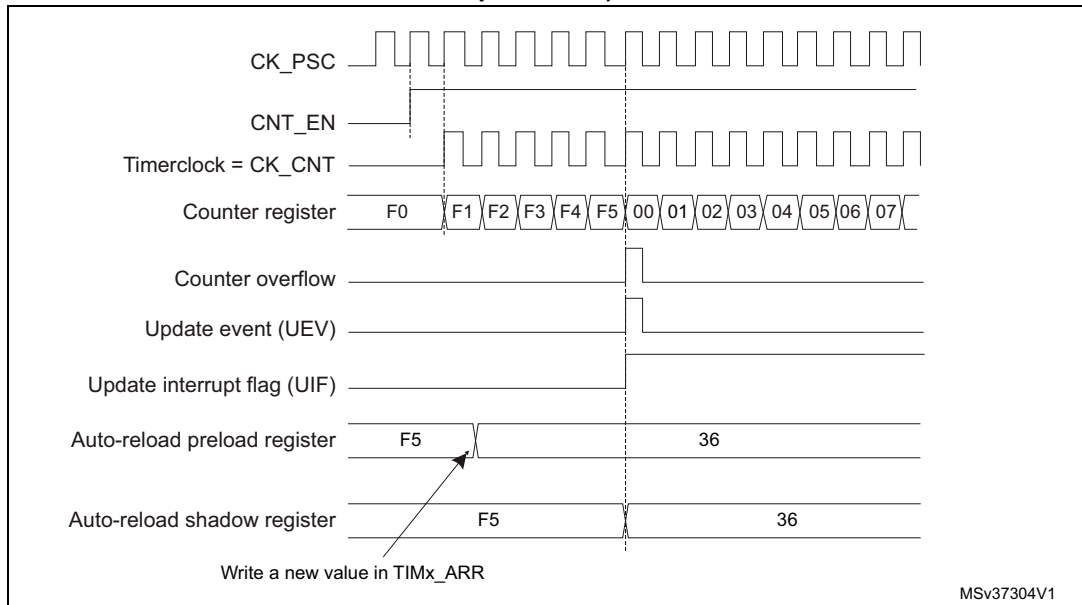 CK_PSC
CNT_EN
Timerclock = CK_CNT
Counter register F0 F1 F2 F3 F4 F5 00 01 02 03 04 05 06 07
Counter overflow
Update event (UEV)
Update interrupt flag (UIF)
Auto-reload preload register F5 36
Auto-reload shadow register F5 36
Write a new value in TIMx_ARR
MSv37304V1